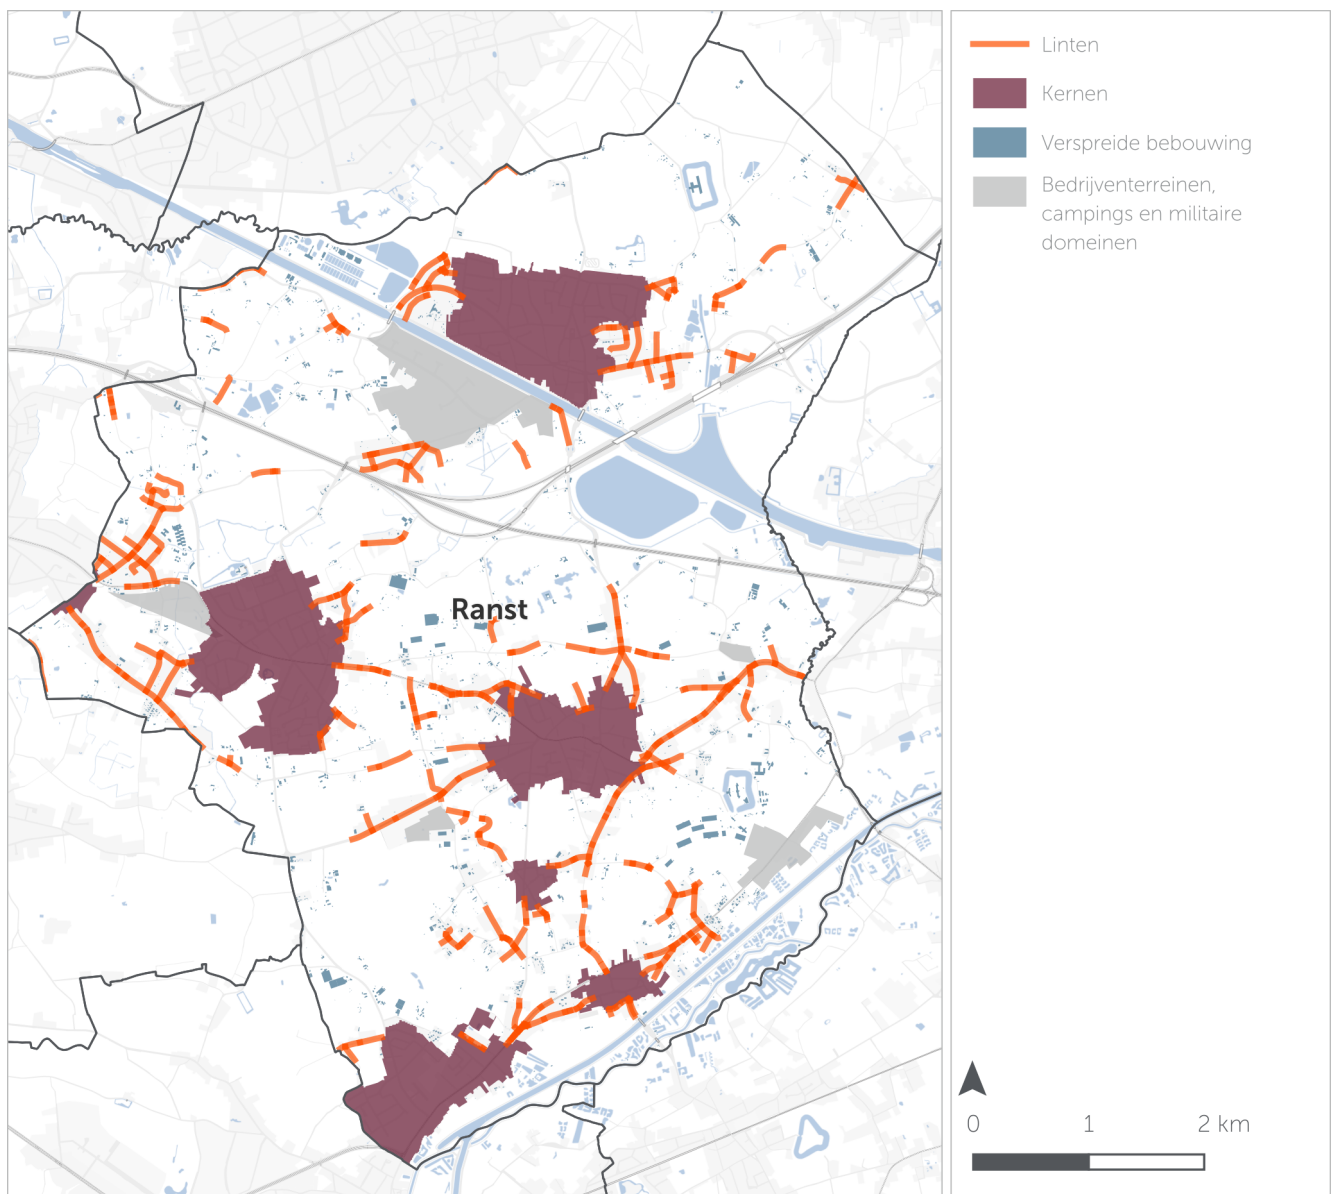 Linten
Kernen
Verspreide bebouwing
Bedrijventerreinen,
campings en militaire
domeinen
Ranst
0 1 2 km